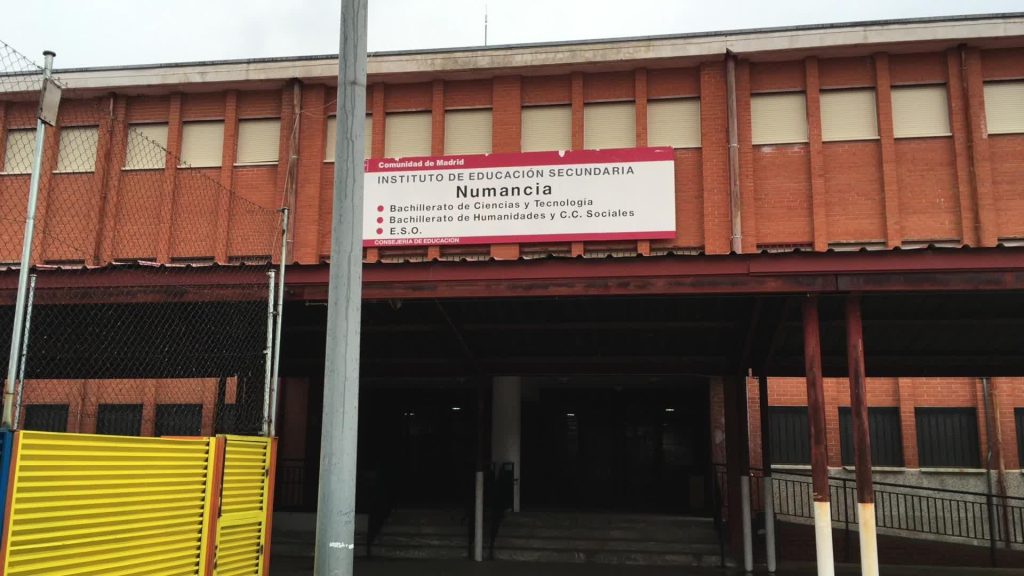 Comunidad de Madrid
INSTITUTO DE EDUCACIÓN SECUNDARIA
Numancia
Bachillerato de Ciencias y Tecnología
Bachillerato de Humanidades y C.C. Sociales
E.S.O.
CONSEJERÍA DE EDUCACIÓN